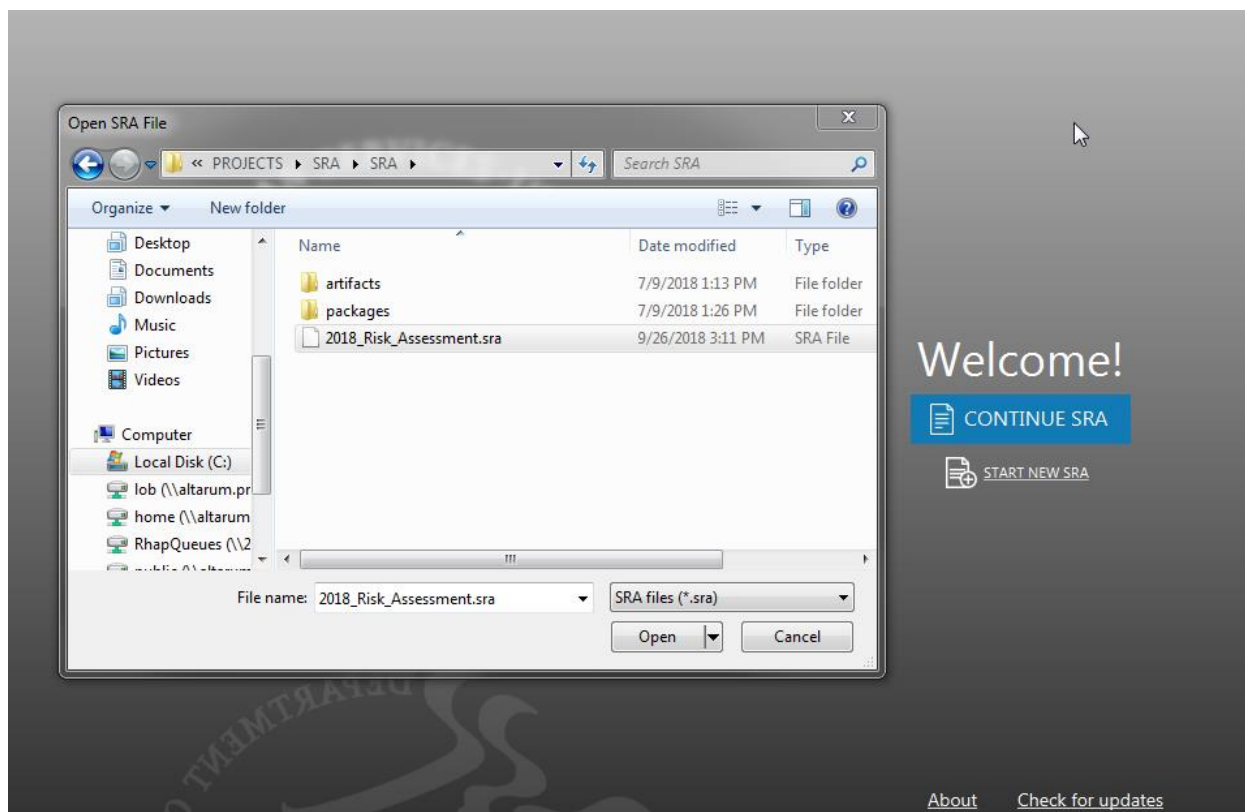 Open SRA File
« PROJECTS ▸ SRA ▸ SRA ▸
Search SRA
Organize New folder
Name Date modified Type
Desktop
Documents
Downloads
Music
Pictures
Videos
Computer
Local Disk (C:)
lob (\\altarum.pr
home (\\altarum
RhapQueues (\\2
artifacts 7/9/2018 1:13 PM File folder
packages 7/9/2018 1:26 PM File folder
2018_Risk_Assessment.sra 9/26/2018 3:11 PM SRA File
File name: 2018_Risk_Assessment.sra SRA files (*.sra)
Open Cancel
Welcome!
CONTINUE SRA
START NEW SRA
DEPARTMENT
About Check for updates